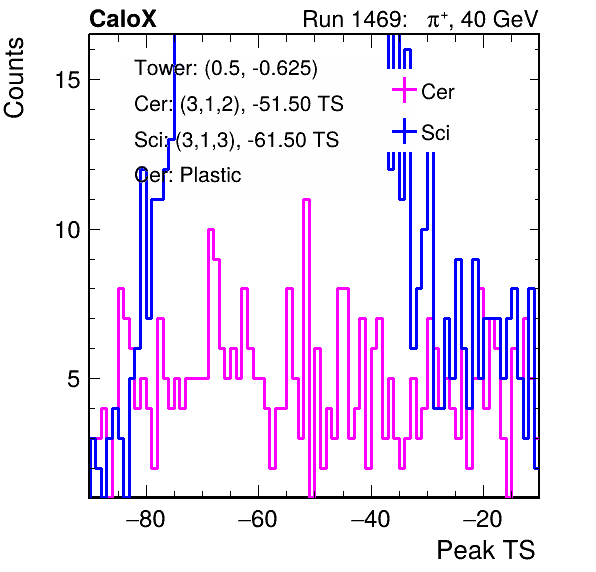 CaloX Run 1469: π⁺, 40 GeV
Counts
15
10
5
Tower: (0.5, -0.625)
Cer: (3,1,2), -51.50 TS
Sci: (3,1,3), -61.50 TS
Cer: Plastic
Cer
Sci
−80 −60 −40 −20
Peak TS